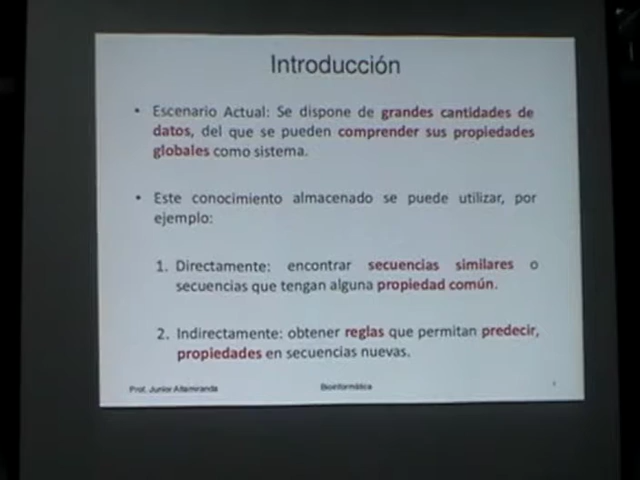 Introducción
• Escenario Actual: Se dispone de grandes cantidades de
datos, del que se pueden comprender sus propiedades
globales como sistema.
• Este conocimiento almacenado se puede utilizar, por
ejemplo:
1. Directamente: encontrar secuencias similares o
secuencias que tengan alguna propiedad común.
2. Indirectamente: obtener reglas que permitan predecir,
propiedades en secuencias nuevas.
Prof. Junior Altamiranda
Bioinformática